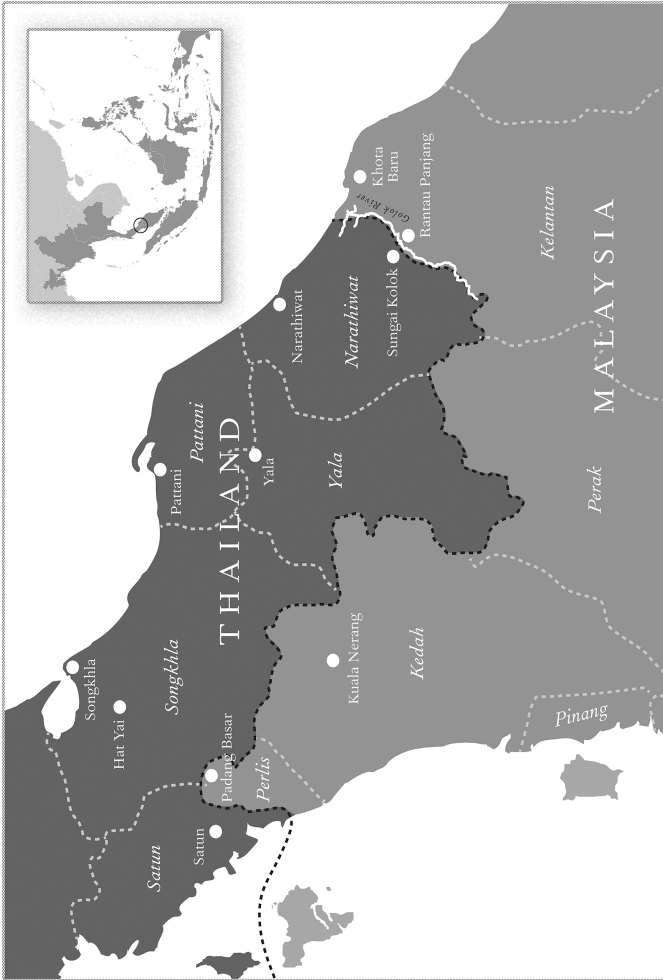 THAILAND
MALAYSIA
Satun
Songkhla
Pattani
Yala
Narathiwat
Perlis
Kedah
Pinang
Perak
Kelantan
Satun
Hat Yai
Songkhla
Padang Basar
Kuala Nerang
Pattani
Yala
Narathiwat
Sungai Kolok
Rantau Panjang
Khota
Baru
Golok River